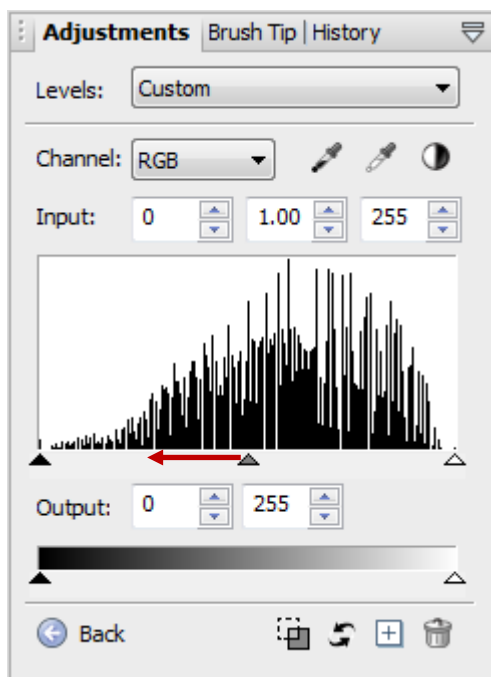 Adjustments Brush Tip | History
Levels: Custom
Channel: RGB
Input: 0 1.00 255
Output: 0 255
Back